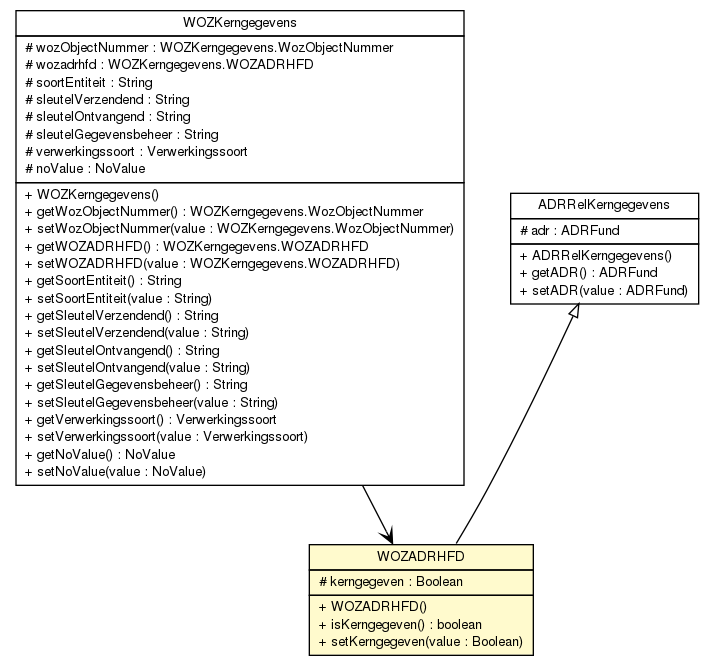 WOZKerngegevens
# wozObjectNummer : WOZKerngegevens.WozObjectNummer
# wozadrhfd : WOZKerngegevens.WOZADRHFD
# soortEntiteit : String
# sleutelVerzendend : String
# sleutelOntvangend : String
# sleutelGegevensbeheer : String
# verwerkingssoort : Verwerkingssoort
# noValue : NoValue
+ WOZKerngegevens()
+ getWozObjectNummer() : WOZKerngegevens.WozObjectNummer
+ setWozObjectNummer(value : WOZKerngegevens.WozObjectNummer)
+ getWOZADRHFD() : WOZKerngegevens.WOZADRHFD
+ setWOZADRHFD(value : WOZKerngegevens.WOZADRHFD)
+ getSoortEntiteit() : String
+ setSoortEntiteit(value : String)
+ getSleutelVerzendend() : String
+ setSleutelVerzendend(value : String)
+ getSleutelOntvangend() : String
+ setSleutelOntvangend(value : String)
+ getSleutelGegevensbeheer() : String
+ setSleutelGegevensbeheer(value : String)
+ getVerwerkingssoort() : Verwerkingssoort
+ setVerwerkingssoort(value : Verwerkingssoort)
+ getNoValue() : NoValue
+ setNoValue(value : NoValue)
ADRRelKerngegevens
# adr : ADRFund
+ ADRRelKerngegevens()
+ getADR() : ADRFund
+ setADR(value : ADRFund)
WOZADRHFD
# kerngegeven : Boolean
+ WOZADRHFD()
+ isKerngegeven() : boolean
+ setKerngegeven(value : Boolean)